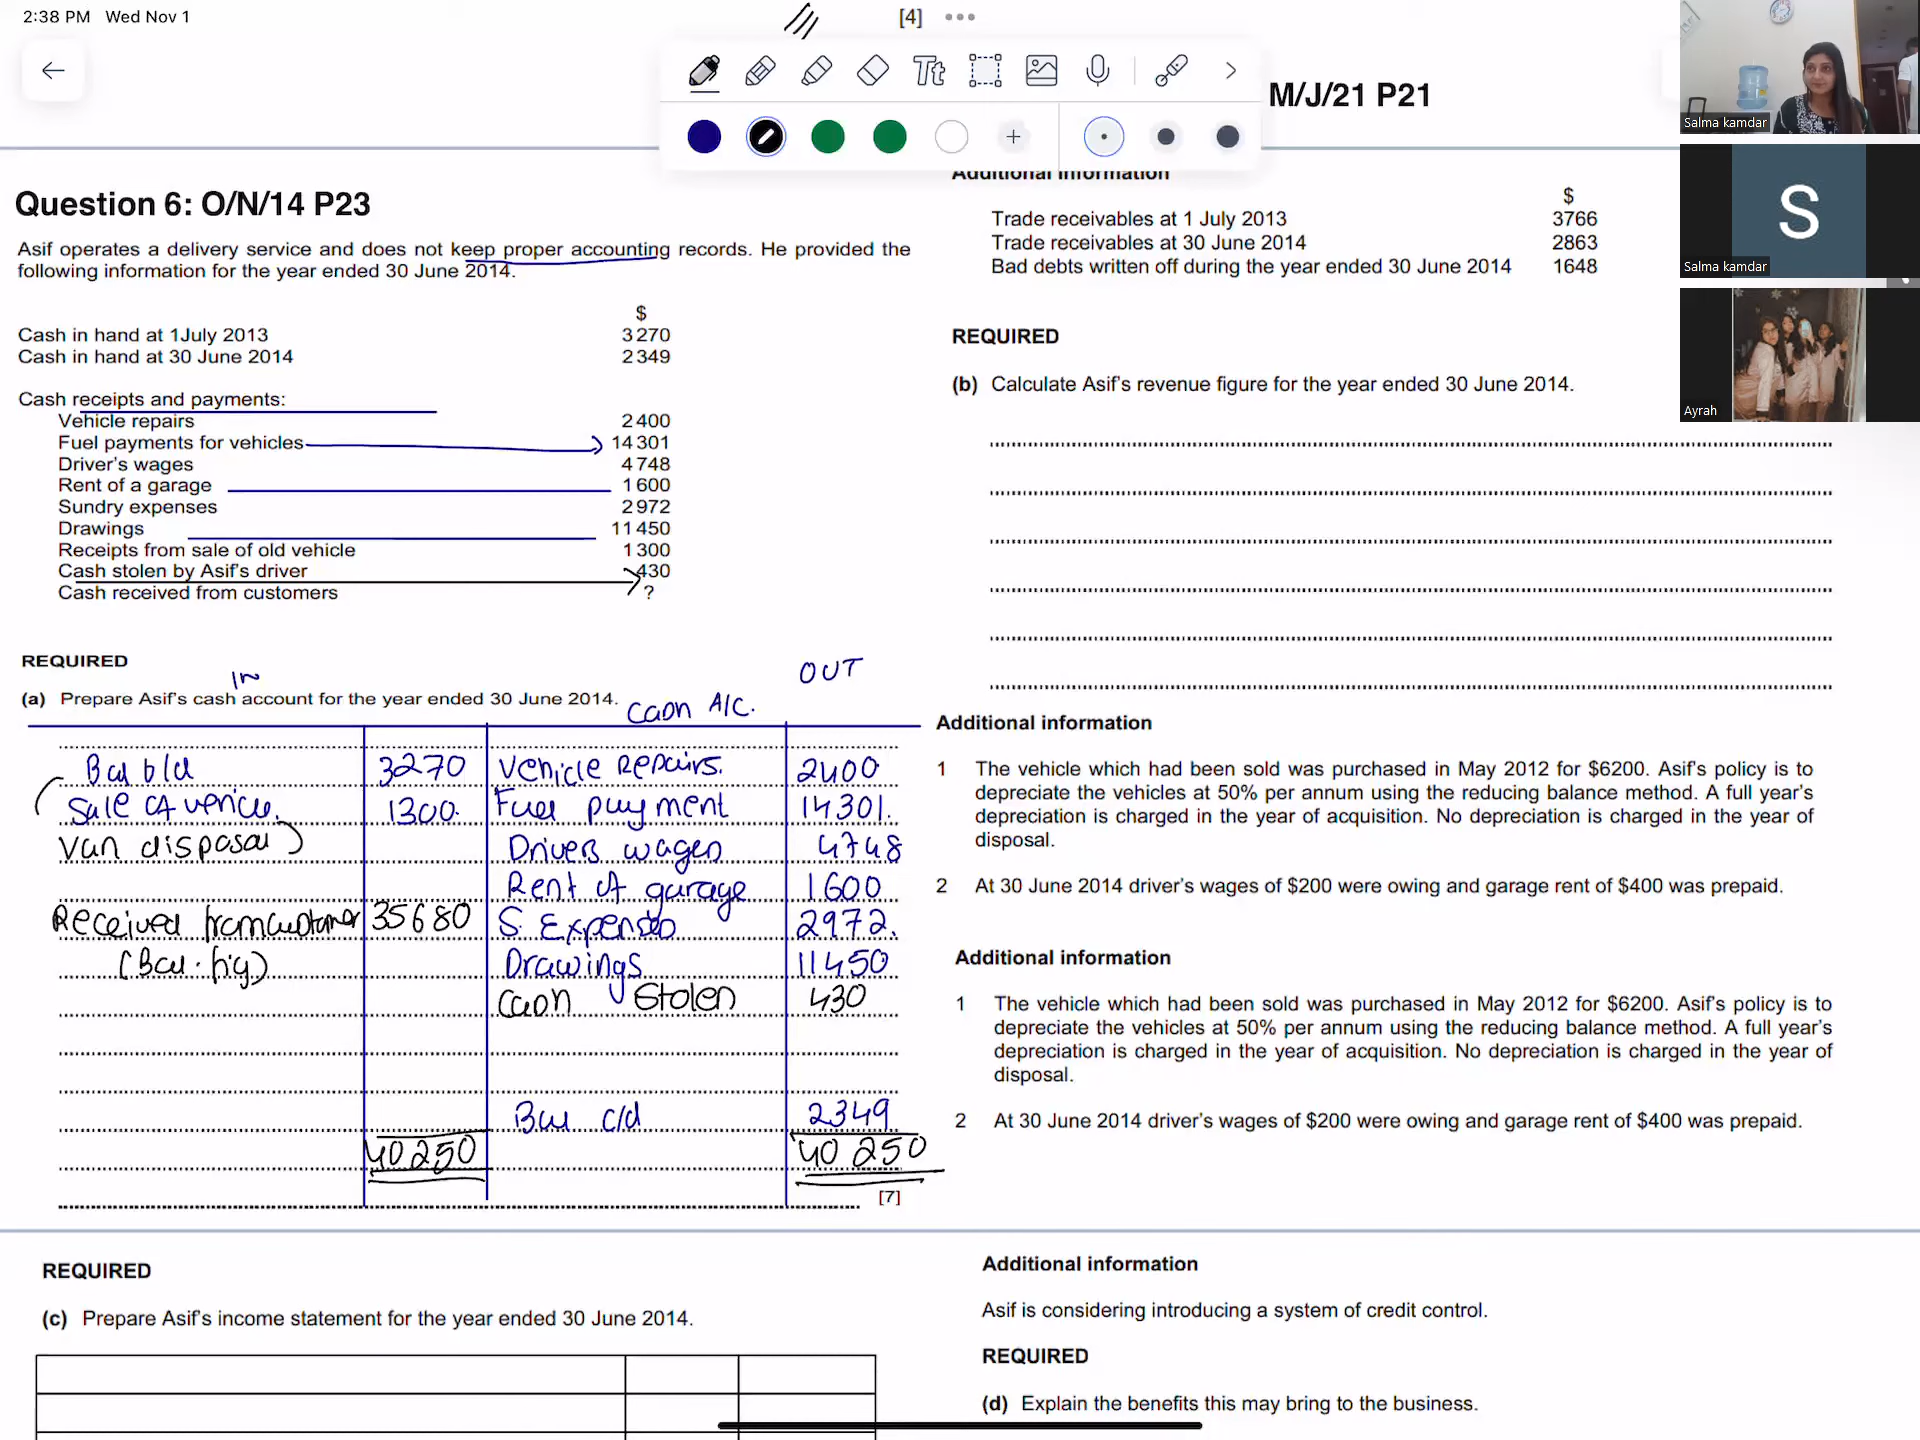 2:38 PM Wed Nov 1
[4]
Tt
M/J/21 P21
Salma kamdar
S
Salma kamdar
Ayrah
Question 6: O/N/14 P23
Asif operates a delivery service and does not keep proper accounting records. He provided the
following information for the year ended 30 June 2014.
$
Cash in hand at 1July 2013 3270
Cash in hand at 30 June 2014 2349
Cash receipts and payments:
Vehicle repairs 2400
Fuel payments for vehicles 14301
Driver's wages 4748
Rent of a garage 1600
Sundry expenses 2972
Drawings 11450
Receipts from sale of old vehicle 1300
Cash stolen by Asif's driver 430
Cash received from customers ?
REQUIRED
IN
OUT
(a) Prepare Asif's cash account for the year ended 30 June 2014.
Cash A/C.
Bal b/d 3270 Vehicle Repairs. 2400
Sale of vehicle. 1300. Fuel payment 14301.
Van disposal) Drivers wages 4748
Rent of garage 1600
Received from customer 35680 S. Expenses 2972.
(Bal. fig) Drawings 11450
Cash Stolen 430
Bal c/d 2349
40250 40 250
[7]
Additional information
$
Trade receivables at 1 July 2013 3766
Trade receivables at 30 June 2014 2863
Bad debts written off during the year ended 30 June 2014 1648
REQUIRED
(b) Calculate Asif's revenue figure for the year ended 30 June 2014.
Additional information
1 The vehicle which had been sold was purchased in May 2012 for $6200. Asif's policy is to
depreciate the vehicles at 50% per annum using the reducing balance method. A full year's
depreciation is charged in the year of acquisition. No depreciation is charged in the year of
disposal.
2 At 30 June 2014 driver's wages of $200 were owing and garage rent of $400 was prepaid.
Additional information
1 The vehicle which had been sold was purchased in May 2012 for $6200. Asif's policy is to
depreciate the vehicles at 50% per annum using the reducing balance method. A full year's
depreciation is charged in the year of acquisition. No depreciation is charged in the year of
disposal.
2 At 30 June 2014 driver's wages of $200 were owing and garage rent of $400 was prepaid.
REQUIRED
(c) Prepare Asif's income statement for the year ended 30 June 2014.
Additional information
Asif is considering introducing a system of credit control.
REQUIRED
(d) Explain the benefits this may bring to the business.